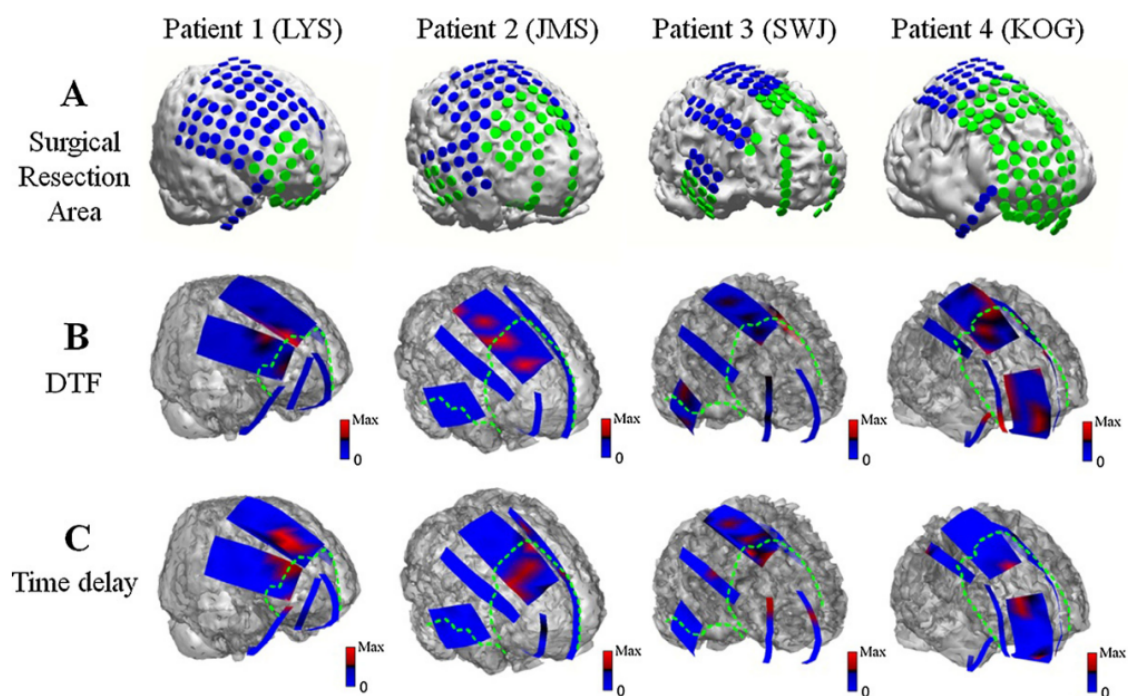 Patient 1 (LYS) Patient 2 (JMS) Patient 3 (SWJ) Patient 4 (KOG)
A
Surgical
Resection
Area
B
DTF
Max Max Max Max
0 0 0 0
C
Time delay
Max Max Max Max
0 0 0 0